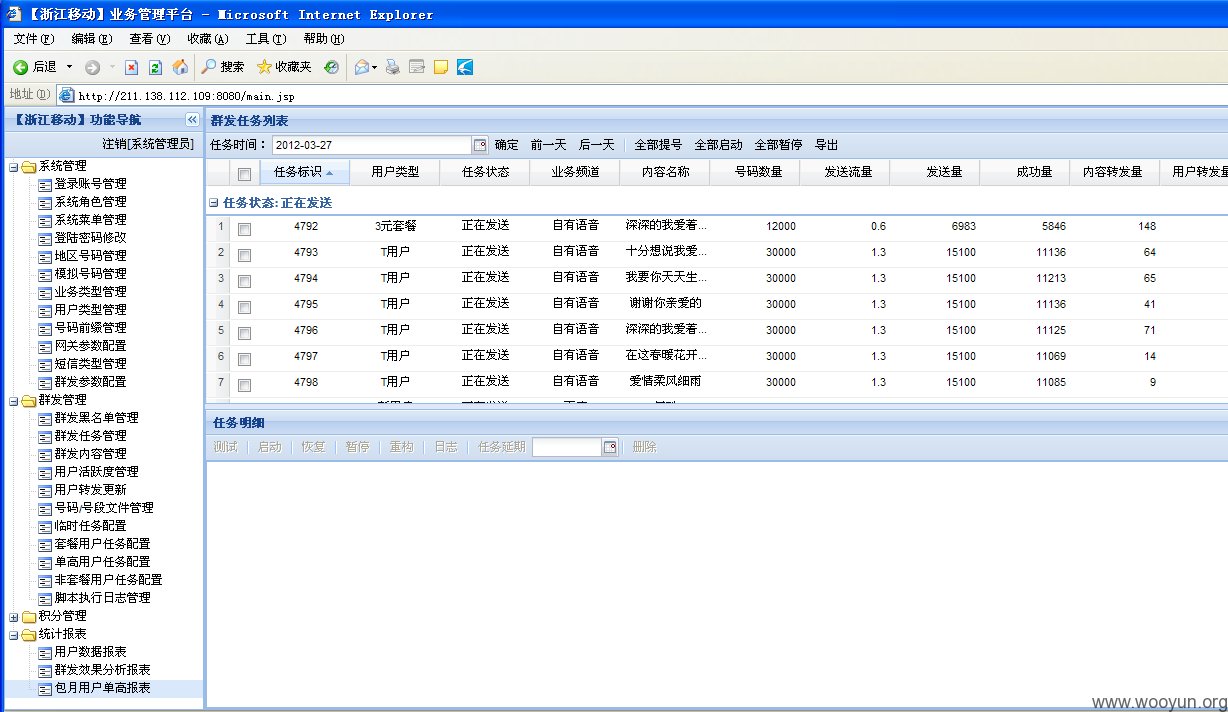 【浙江移动】业务管理平台 - Microsoft Internet Explorer
文件(F) 编辑(E) 查看(V) 收藏(A) 工具(T) 帮助(H)
后退 搜索 收藏夹
地址(D) http://211.138.112.109:8080/main.jsp
【浙江移动】功能导航
注销[系统管理员]
系统管理
登录账号管理
系统角色管理
系统菜单管理
登陆密码修改
地区号码管理
模拟号码管理
业务类型管理
用户类型管理
号码前缀管理
网关参数配置
短信类型管理
群发参数配置
群发管理
群发黑名单管理
群发任务管理
群发内容管理
用户活跃度管理
用户转发更新
号码/号段文件管理
临时任务配置
套餐用户任务配置
单高用户任务配置
非套餐用户任务配置
脚本执行日志管理
积分管理
统计报表
用户数据报表
群发效果分析报表
包月用户单高报表
群发任务列表
任务时间： 2012-03-27 确定 前一天 后一天 全部提号 全部启动 全部暂停 导出
任务标识 用户类型 任务状态 业务频道 内容名称 号码数量 发送流量 发送量 成功量 内容转发量 用户转发量
任务状态: 正在发送
1 4792 3元套餐 正在发送 自有语音 深深的我爱着... 12000 0.6 6983 5846 148
2 4793 T用户 正在发送 自有语音 十分想说我爱... 30000 1.3 15100 11136 64
3 4794 T用户 正在发送 自有语音 我要你天天生... 30000 1.3 15100 11213 65
4 4795 T用户 正在发送 自有语音 谢谢你亲爱的 30000 1.3 15100 11136 41
5 4796 T用户 正在发送 自有语音 深深的我爱着... 30000 1.3 15100 11125 71
6 4797 T用户 正在发送 自有语音 在这春暖花开... 30000 1.3 15100 11069 14
7 4798 T用户 正在发送 自有语音 爱情柔风细雨 30000 1.3 15100 11085 9
任务明细
测试 启动 恢复 暂停 重构 日志 任务延期 删除
www.wooyun.org